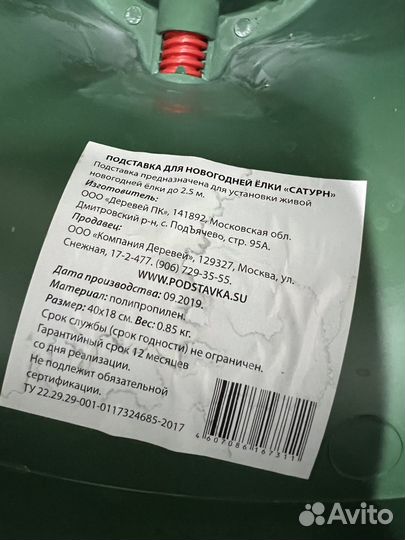 ПОДСТАВКА ДЛЯ НОВОГОДНЕЙ ЁЛКИ «САТУРН»
Подставка предназначена для установки живой
новогодней ёлки до 2.5 м.
Изготовитель:
ООО «Деревей ПК», 141892, Московская обл.
Дмитровский р-н, с. ПодЪячево, стр. 95А.
Продавец:
ООО «Компания Деревей», 129327, Москва, ул.
Снежная, 17-2-477. (906) 729-35-55.
WWW.PODSTAVKA.SU
Дата производства: 09.2019.
Материал: полипропилен.
Размер: 40х18 см. Вес: 0.85 кг.
Срок службы (срок годности) не ограничен.
Гарантийный срок 12 месяцев
со дня реализации.
Не подлежит обязательной
сертификации.
ТУ 22.29.29-001-0117324685-2017
4 607086 167311
Avito